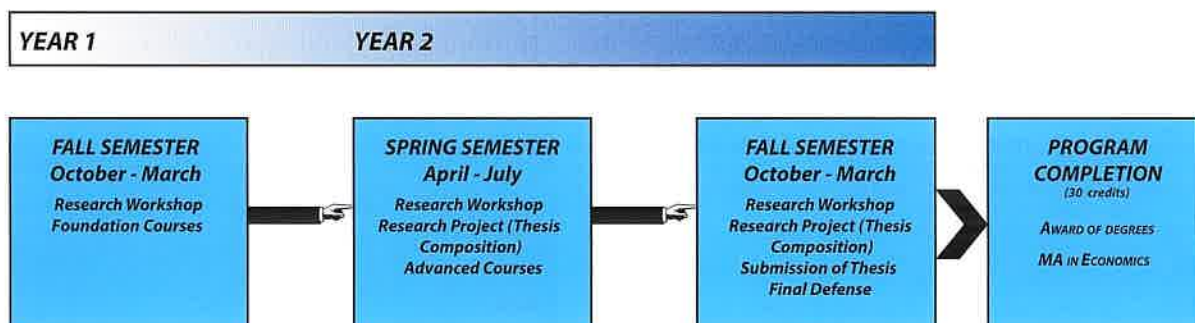 YEAR 1
YEAR 2
FALL SEMESTER
October - March
Research Workshop
Foundation Courses
SPRING SEMESTER
April - July
Research Workshop
Research Project (Thesis
Composition)
Advanced Courses
FALL SEMESTER
October - March
Research Workshop
Research Project (Thesis
Composition)
Submission of Thesis
Final Defense
PROGRAM
COMPLETION
(30 credits)
AWARD OF DEGREES
MA IN ECONOMICS